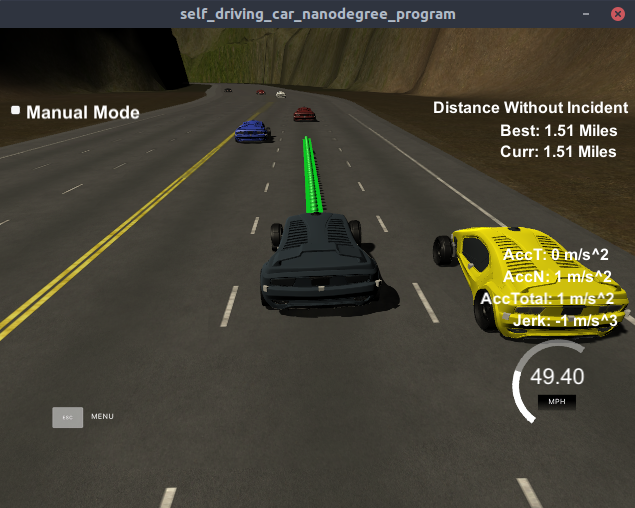 self_driving_car_nanodegree_program
Manual Mode
Distance Without Incident
Best: 1.51 Miles
Curr: 1.51 Miles
AccT: 0 m/s^2
AccN: 1 m/s^2
AccTotal: 1 m/s^2
Jerk: -1 m/s^3
49.40
MPH
ESC
MENU